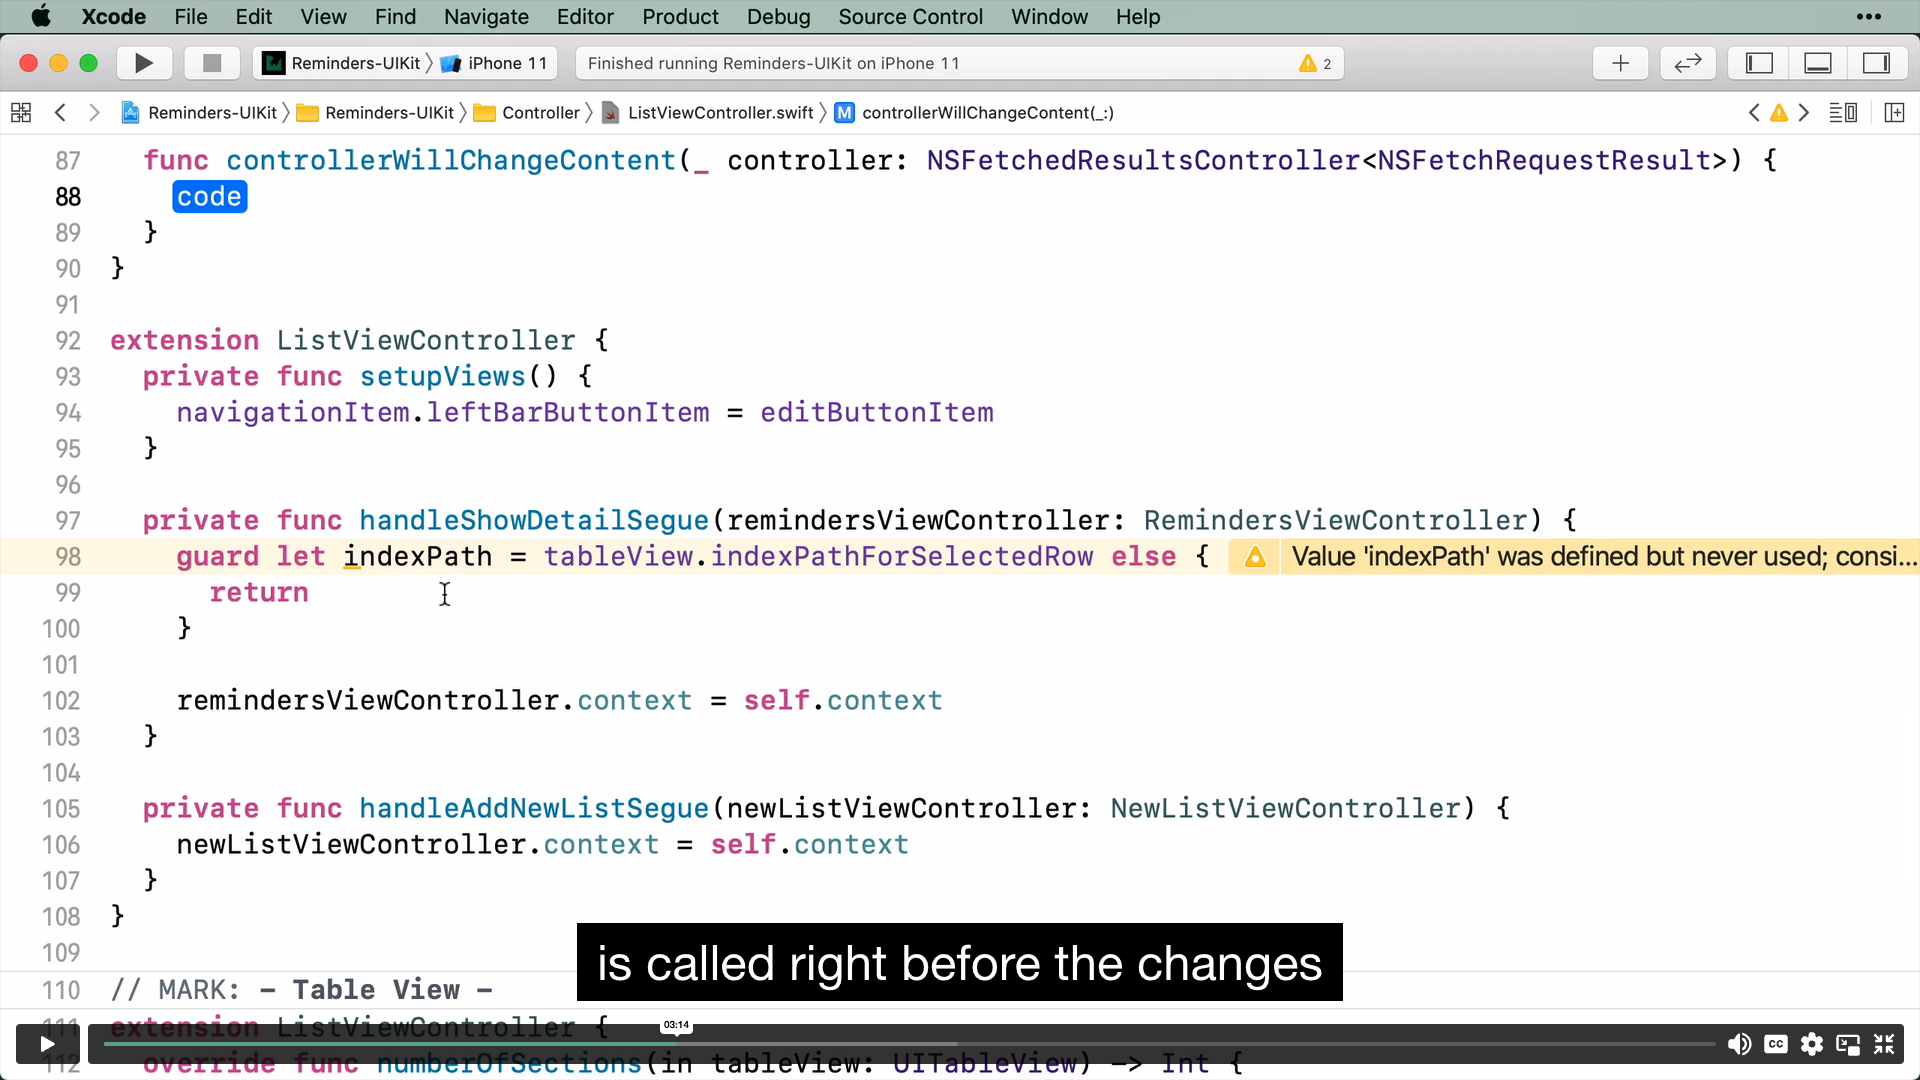 Xcode File Edit View Find Navigate Editor Product Debug Source Control Window Help
Reminders-UIKit iPhone 11 Finished running Reminders-UIKit on iPhone 11 2
Reminders-UIKit Reminders-UIKit Controller ListViewController.swift M controllerWillChangeContent(_:)
87 func controllerWillChangeContent(_ controller: NSFetchedResultsController<NSFetchRequestResult>) {
88 code
89 }
90 }
91
92 extension ListViewController {
93 private func setupViews() {
94 navigationItem.leftBarButtonItem = editButtonItem
95 }
96
97 private func handleShowDetailSegue(remindersViewController: RemindersViewController) {
98 guard let indexPath = tableView.indexPathForSelectedRow else { Value 'indexPath' was defined but never used; consi...
99 return
100 }
101
102 remindersViewController.context = self.context
103 }
104
105 private func handleAddNewListSegue(newListViewController: NewListViewController) {
106 newListViewController.context = self.context
107 }
108 }
109
is called right before the changes
110 // MARK: - Table View -
111 extension ListViewController {
03:14
112 override func numberOfSections(in tableView: UITableView) -> Int {
CC